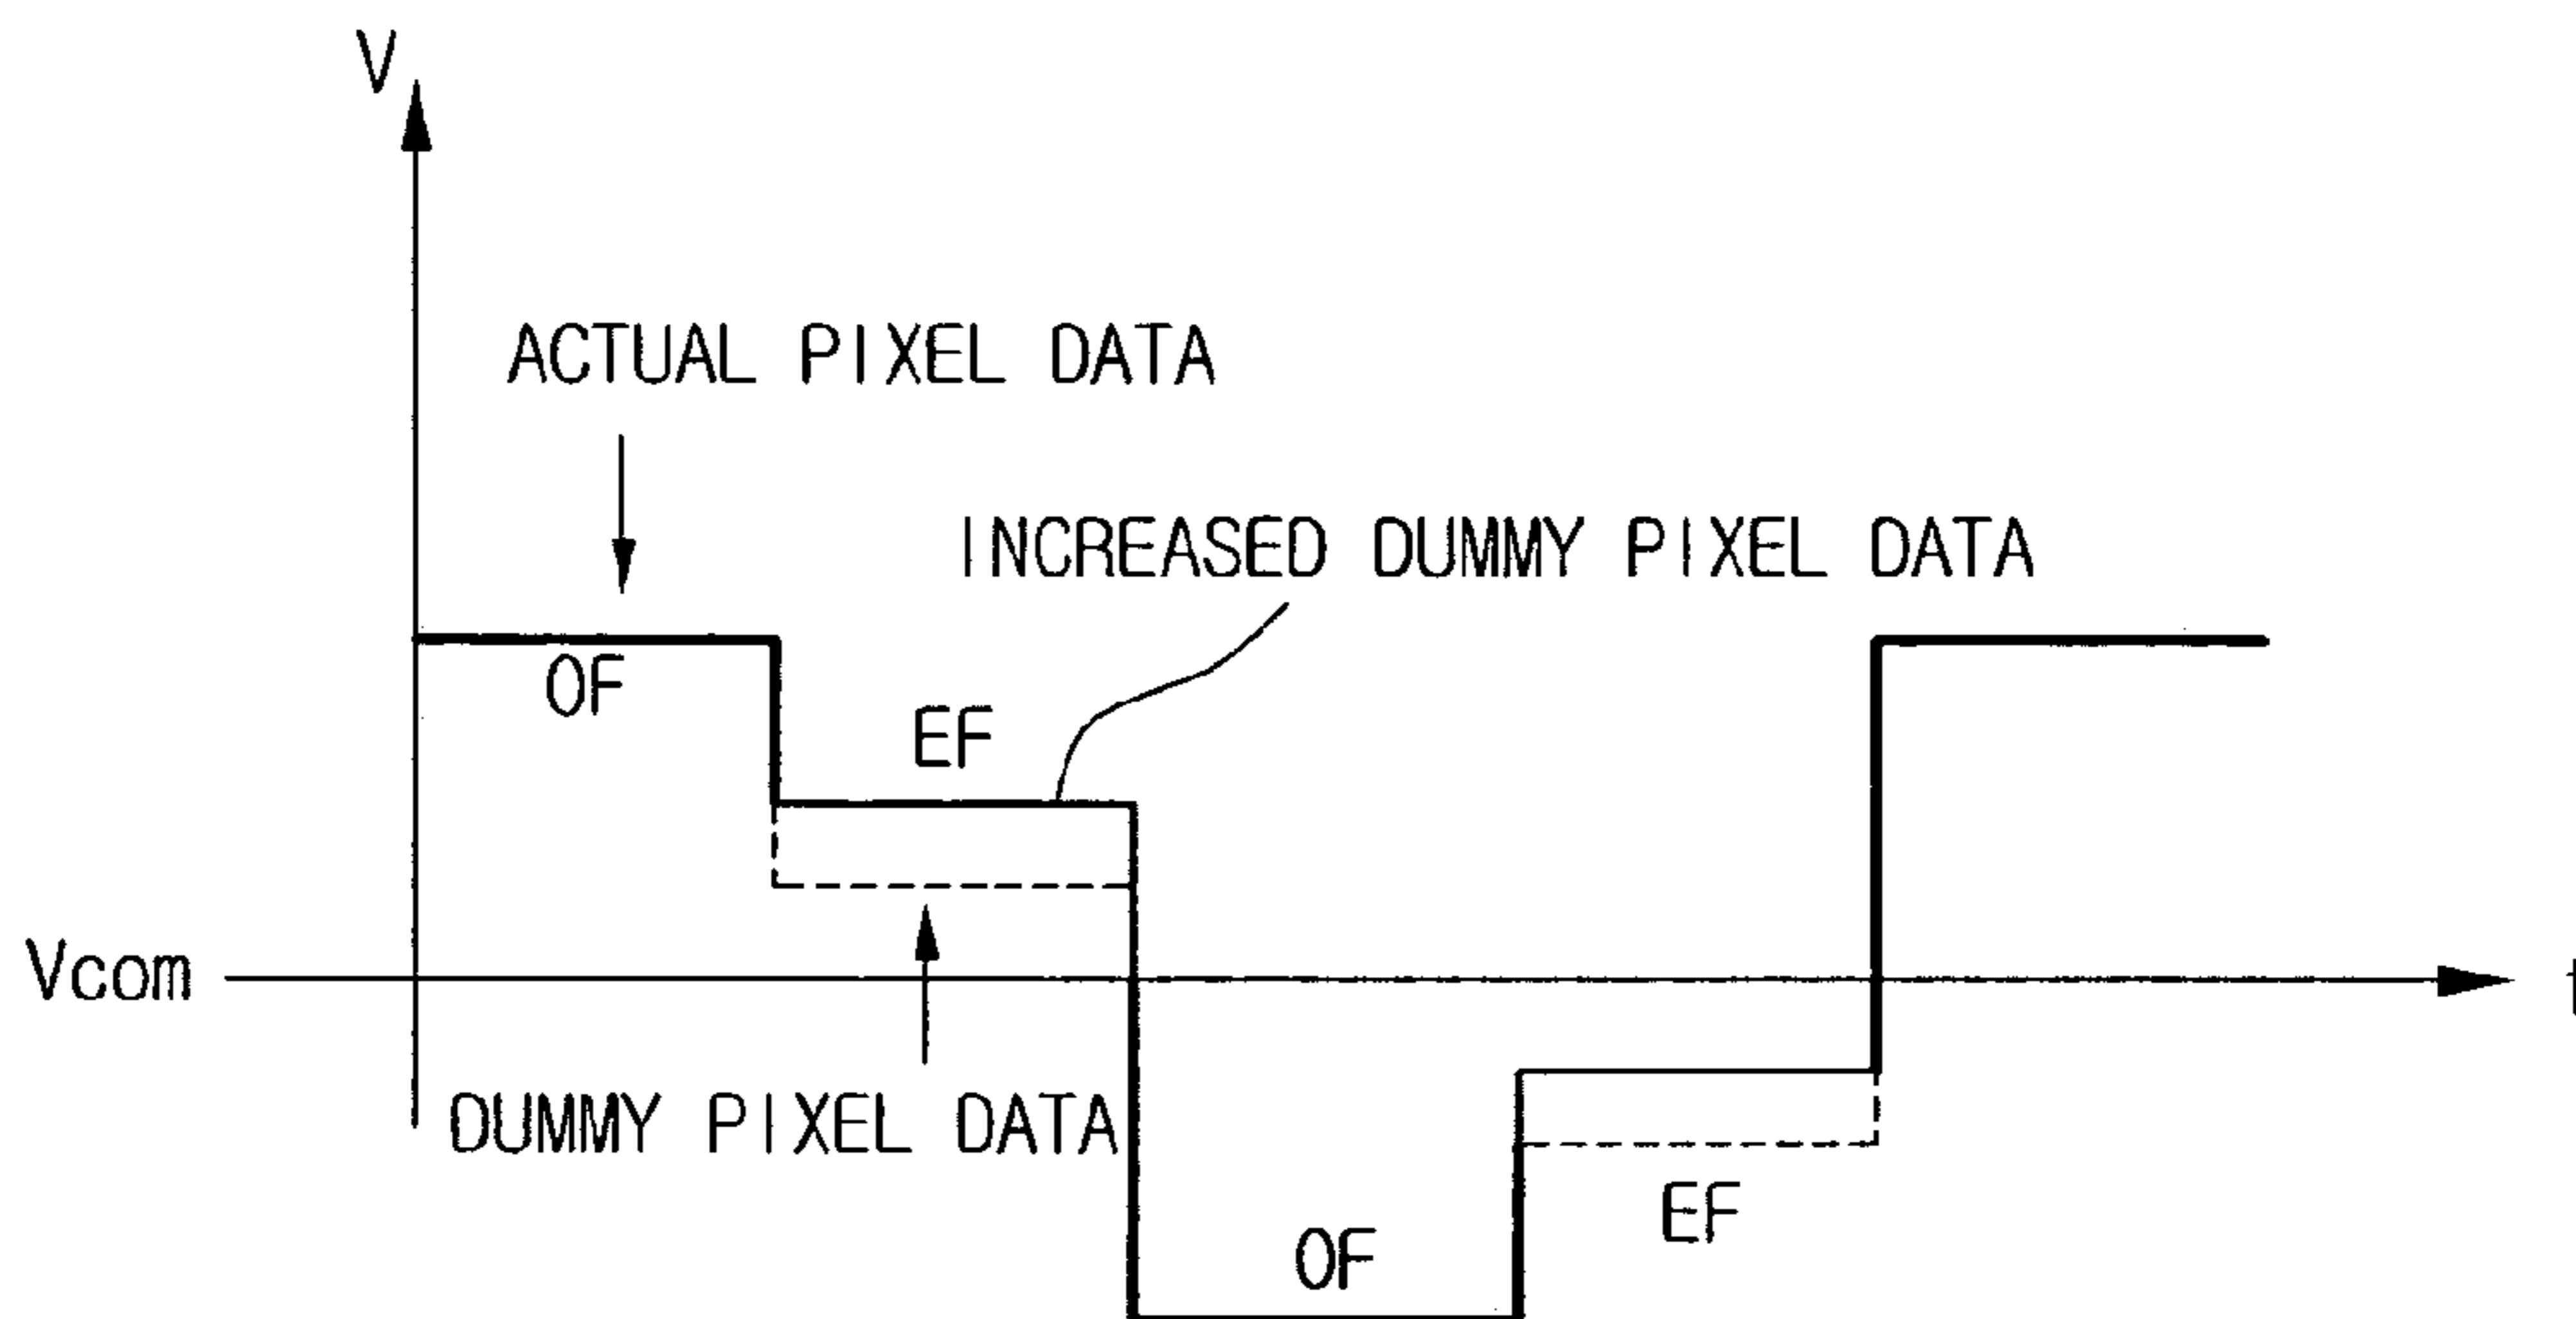 V
ACTUAL PIXEL DATA
INCREASED DUMMY PIXEL DATA
OF
EF
Vcom
t
DUMMY PIXEL DATA
EF
OF